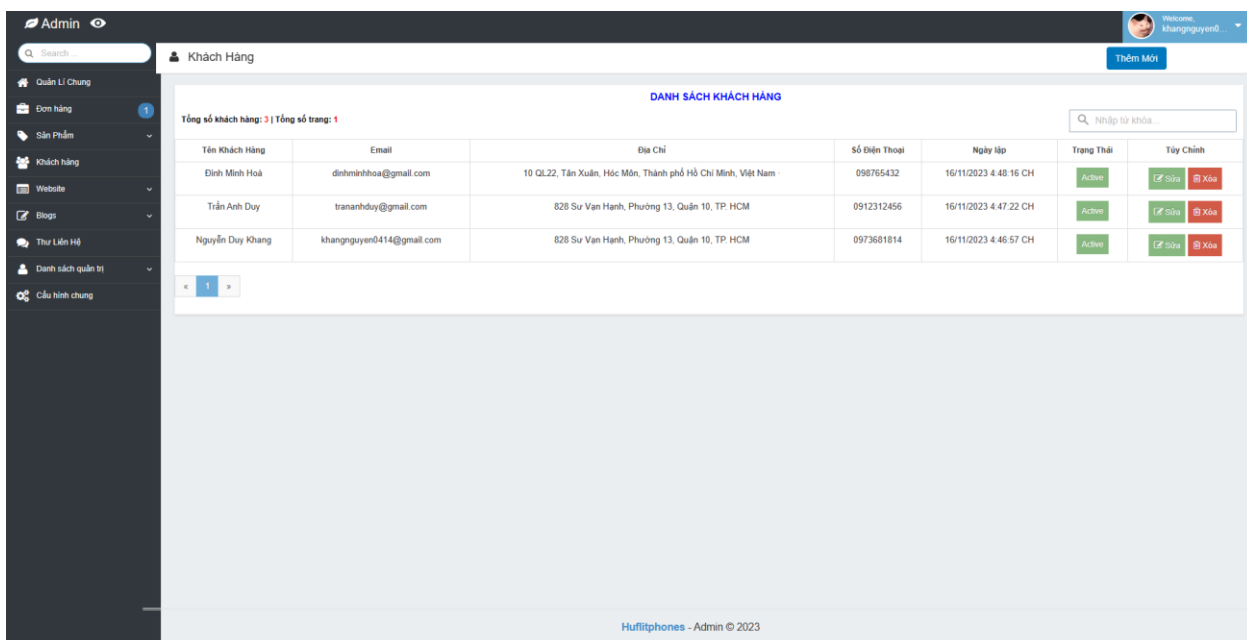 Admin
Welcome,
khangnguyen0...
Search ...
Khách Hàng
Thêm Mới
Quản Lí Chung
Đơn hàng 1
Sản Phẩm
Khách hàng
Website
Blogs
Thư Liên Hệ
Danh sách quản trị
Cấu hình chung
DANH SÁCH KHÁCH HÀNG
Tổng số khách hàng: 3 | Tổng số trang: 1
Nhập từ khóa...
Tên Khách Hàng Email Địa Chỉ Số Điện Thoại Ngày lập Trạng Thái Tùy Chỉnh
Đinh Minh Hoà dinhminhhoa@gmail.com 10 QL22, Tân Xuân, Hóc Môn, Thành phố Hồ Chí Minh, Việt Nam 098765432 16/11/2023 4:48:16 CH Active Sửa Xóa
Trần Anh Duy trananhduy@gmail.com 828 Sư Vạn Hạnh, Phường 13, Quận 10, TP. HCM 0912312456 16/11/2023 4:47:22 CH Active Sửa Xóa
Nguyễn Duy Khang khangnguyen0414@gmail.com 828 Sư Vạn Hạnh, Phường 13, Quận 10, TP. HCM 0973681814 16/11/2023 4:46:57 CH Active Sửa Xóa
« 1 »
Huflitphones - Admin © 2023